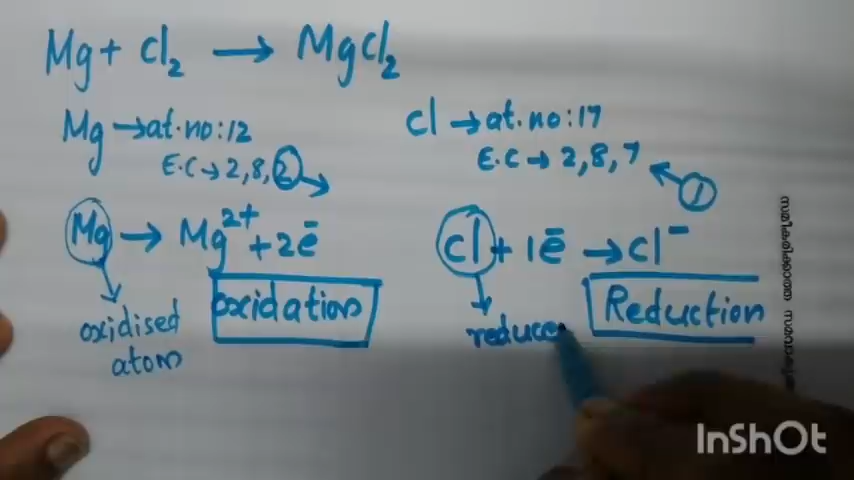 Mg + Cl₂ → MgCl₂
Mg → at.no:12
E.C → 2,8,2 →
cl → at.no:17
E.C → 2,8,7 ← 1
Mg → Mg²⁺ + 2ē
cl + 1ē → cl⁻
oxidation
Reduction
oxidised
atom
reduce
InShOt